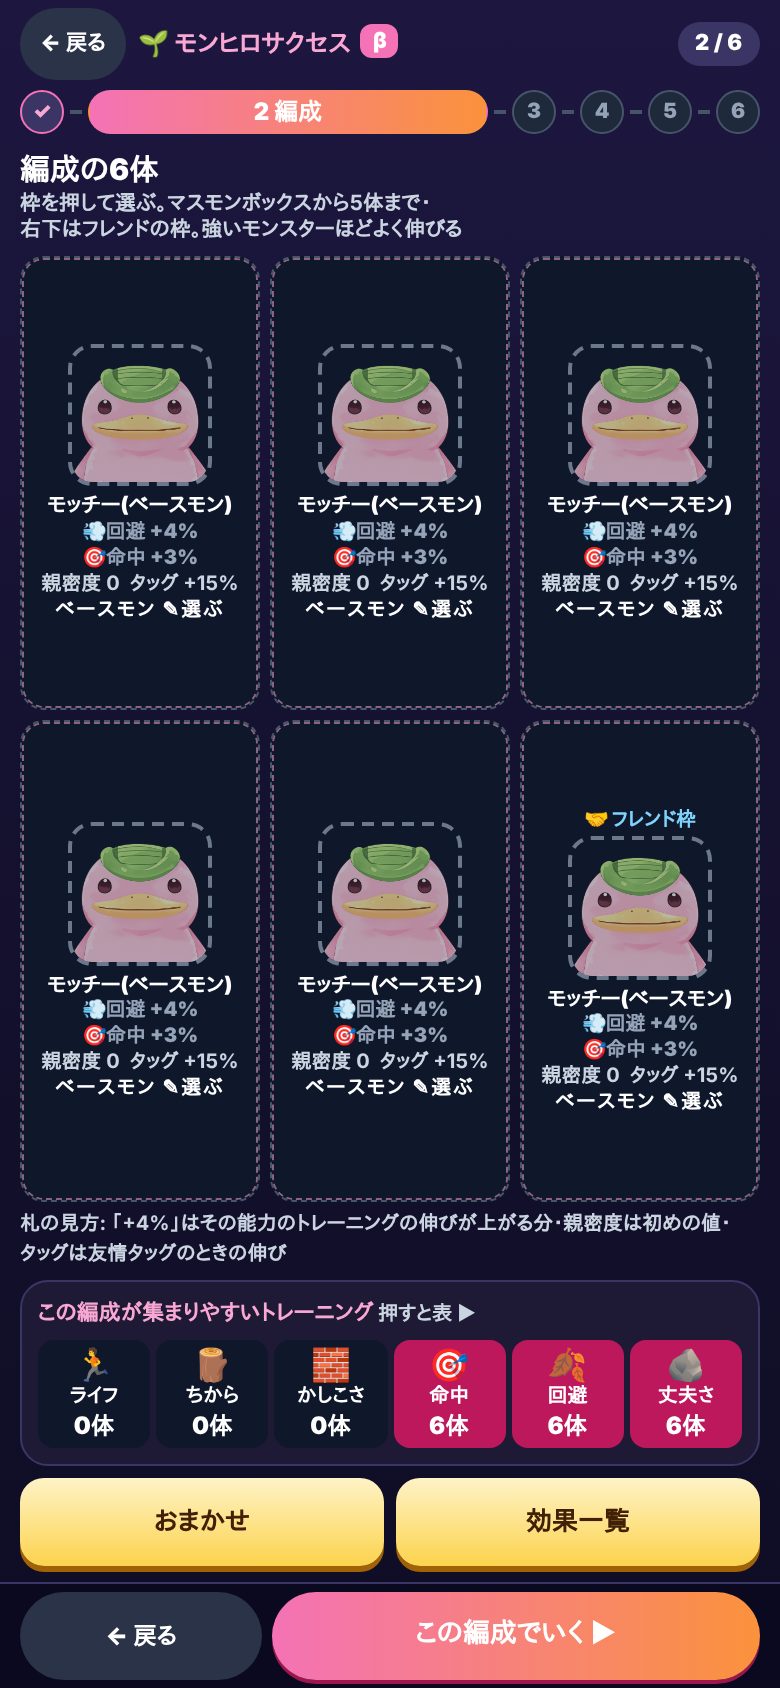 ← 戻る
🌱 モンヒロサクセス β
2 / 6
✓ 2 編成 3 4 5 6
編成の6体
枠を押して選ぶ。マスモンボックスから5体まで・
右下はフレンドの枠。強いモンスターほどよく伸びる
モッチー(ベースモン)
💨回避 +4%
🎯命中 +3%
親密度 0 タッグ +15%
ベースモン ✎選ぶ
モッチー(ベースモン)
💨回避 +4%
🎯命中 +3%
親密度 0 タッグ +15%
ベースモン ✎選ぶ
モッチー(ベースモン)
💨回避 +4%
🎯命中 +3%
親密度 0 タッグ +15%
ベースモン ✎選ぶ
モッチー(ベースモン)
💨回避 +4%
🎯命中 +3%
親密度 0 タッグ +15%
ベースモン ✎選ぶ
モッチー(ベースモン)
💨回避 +4%
🎯命中 +3%
親密度 0 タッグ +15%
ベースモン ✎選ぶ
🤝 フレンド枠
モッチー(ベースモン)
💨回避 +4%
🎯命中 +3%
親密度 0 タッグ +15%
ベースモン ✎選ぶ
札の見方: 「+4%」はその能力のトレーニングの伸びが上がる分・親密度は初めの値・
タッグは友情タッグのときの伸び
この編成が集まりやすいトレーニング 押すと表 ▶
ライフ
0体
ちから
0体
かしこさ
0体
命中
6体
回避
6体
丈夫さ
6体
おまかせ
効果一覧
← 戻る
この編成でいく ▶